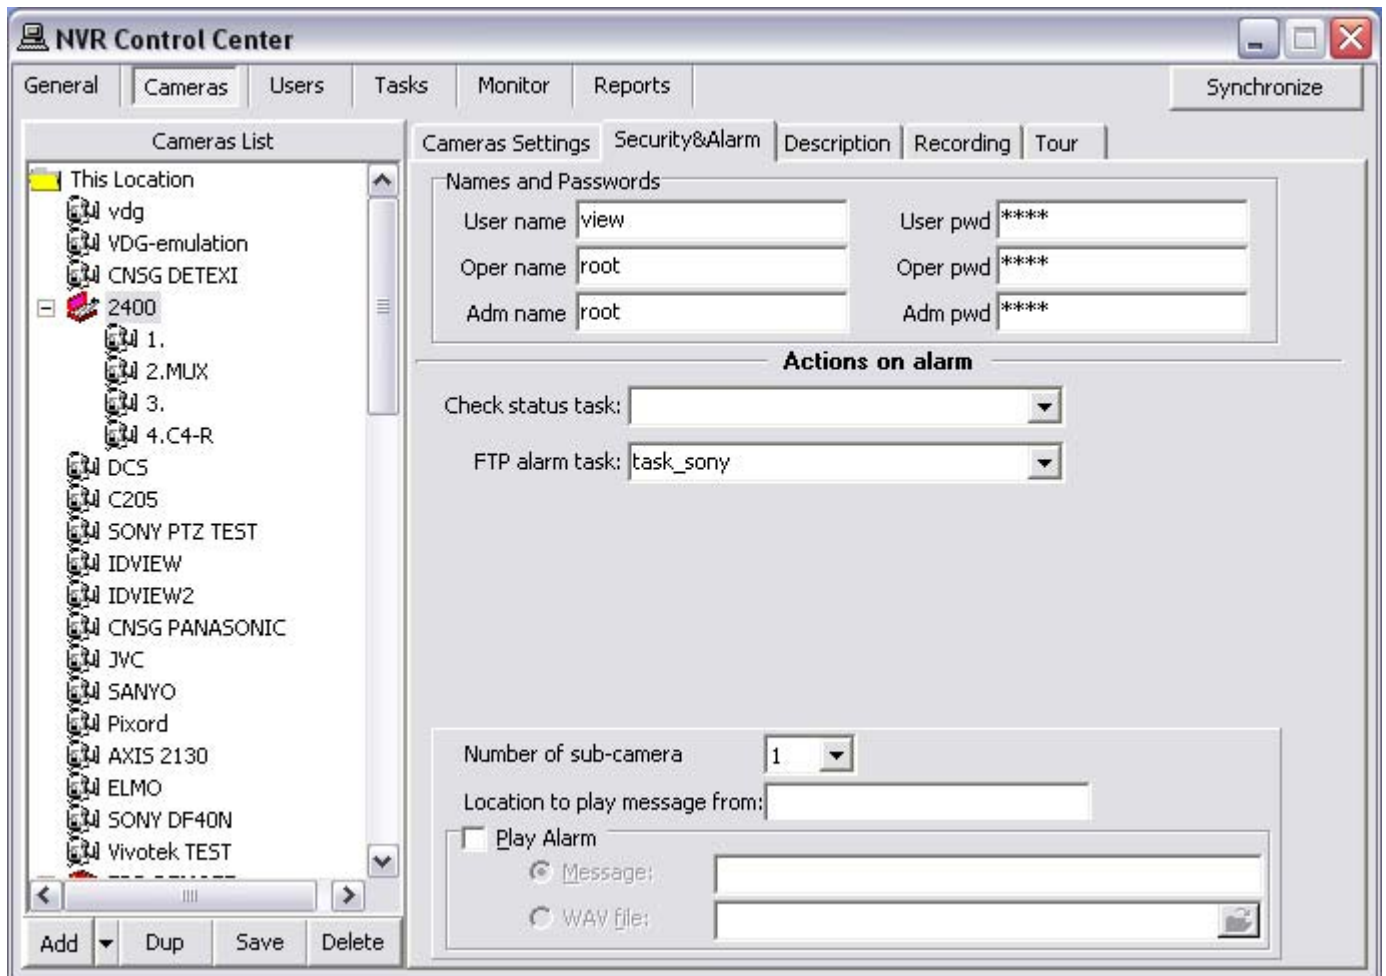 NVR Control Center
General Cameras Users Tasks Monitor Reports Synchronize
Cameras List
This Location
vdg
VDG-emulation
CNSG DETEXI
2400
1.
2.MUX
3.
4.C4-R
DCS
C205
SONY PTZ TEST
IDVIEW
IDVIEW2
CNSG PANASONIC
JVC
SANYO
Pixord
AXIS 2130
ELMO
SONY DF40N
Vivotek TEST
Add Dup Save Delete
Cameras Settings Security&Alarm Description Recording Tour
Names and Passwords
User name view User pwd ****
Oper name root Oper pwd ****
Adm name root Adm pwd ****
Actions on alarm
Check status task:
FTP alarm task: task_sony
Number of sub-camera 1
Location to play message from:
Play Alarm
Message:
WAV file: